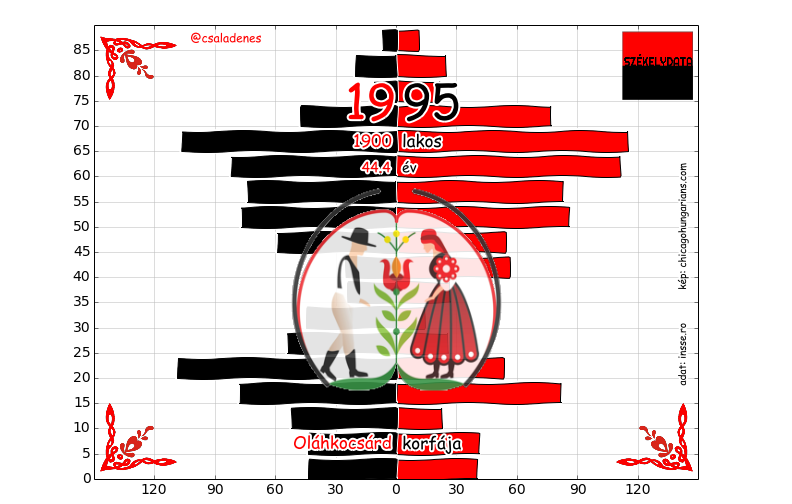 @csaladenes
SZÉKELYDATA
1995
1900 lakos
44.4 év
kép: chicagohungarians.com
adat: insse.ro
Oláhkocsárd korfája
85
80
75
70
65
60
55
50
45
40
35
30
25
20
15
10
5
0
120 90 60 30 0 30 60 90 120